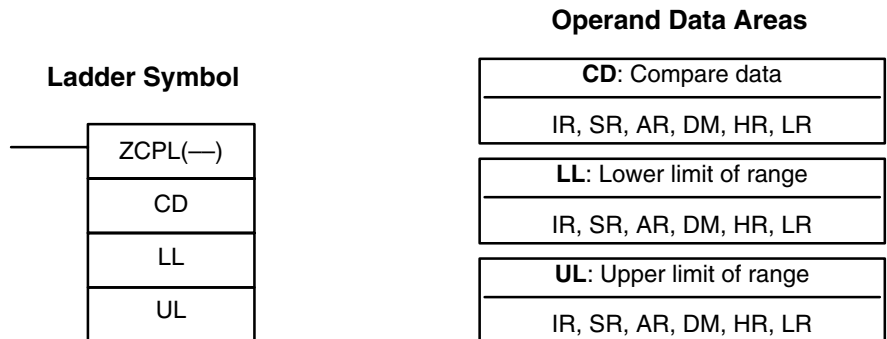 Operand Data Areas
Ladder Symbol
ZCPL(––)
CD
LL
UL
CD: Compare data
IR, SR, AR, DM, HR, LR
LL: Lower limit of range
IR, SR, AR, DM, HR, LR
UL: Upper limit of range
IR, SR, AR, DM, HR, LR